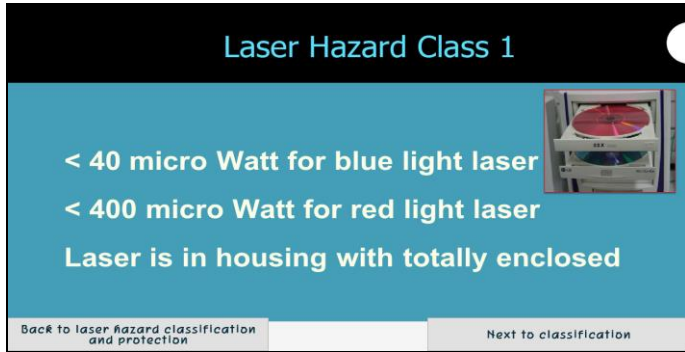 Laser Hazard Class 1
< 40 micro Watt for blue light laser
< 400 micro Watt for red light laser
Laser is in housing with totally enclosed
Back to laser hazard classification
and protection
Next to classification